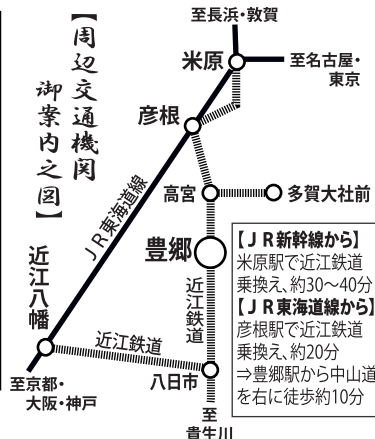 【周辺交通機関
御案内之図】
至長浜・敦賀
米原
至名古屋・
東京
彦根
JR東海道線
高宮
多賀大社前
豊郷
近江鉄道
近江八幡
近江鉄道
八日市
至京都・
大阪・神戸
至
貴生川
【JR新幹線から】
米原駅で近江鉄道
乗換え、約30～40分
【JR東海道線から】
彦根駅で近江鉄道
乗換え、約20分
⇒豊郷駅から中山道
を右に徒歩約10分